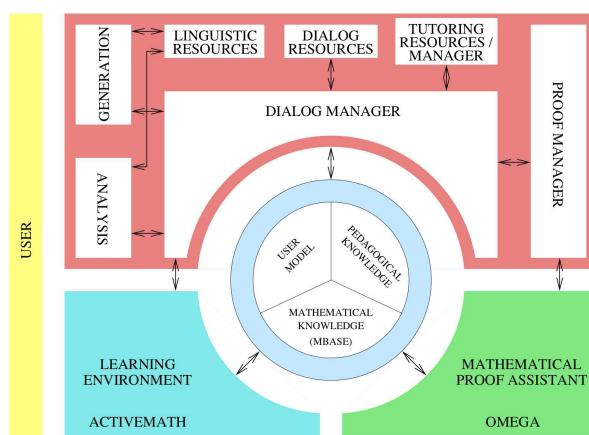 USER
GENERATION
ANALYSIS
LINGUISTIC
RESOURCES
DIALOG
RESOURCES
TUTORING
RESOURCES /
MANAGER
DIALOG MANAGER
PROOF MANAGER
USER
MODEL
PEDAGOGICAL
KNOWLEDGE
MATHEMATICAL
KNOWLEDGE
(MBASE)
LEARNING
ENVIRONMENT
ACTIVEMATH
MATHEMATICAL
PROOF ASSISTANT
OMEGA